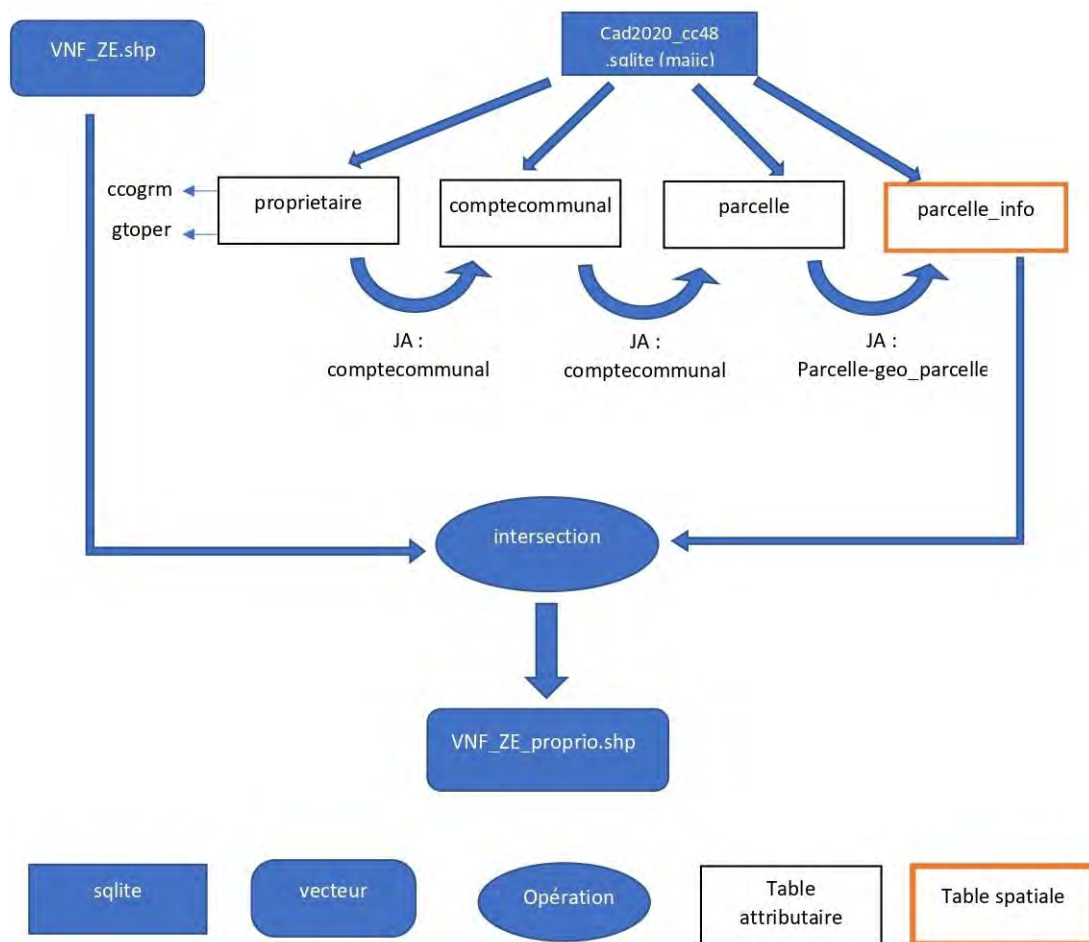 VNF_ZE.shp
Cad2020_cc48
.sqlite (majic)
ccogrm
gtoper
proprietaire
comptecommunal
parcelle
parcelle_info
JA :
comptecommunal
JA :
comptecommunal
JA :
Parcelle-geo_parcelle
intersection
VNF_ZE_proprio.shp
sqlite
vecteur
Opération
Table
attributaire
Table spatiale